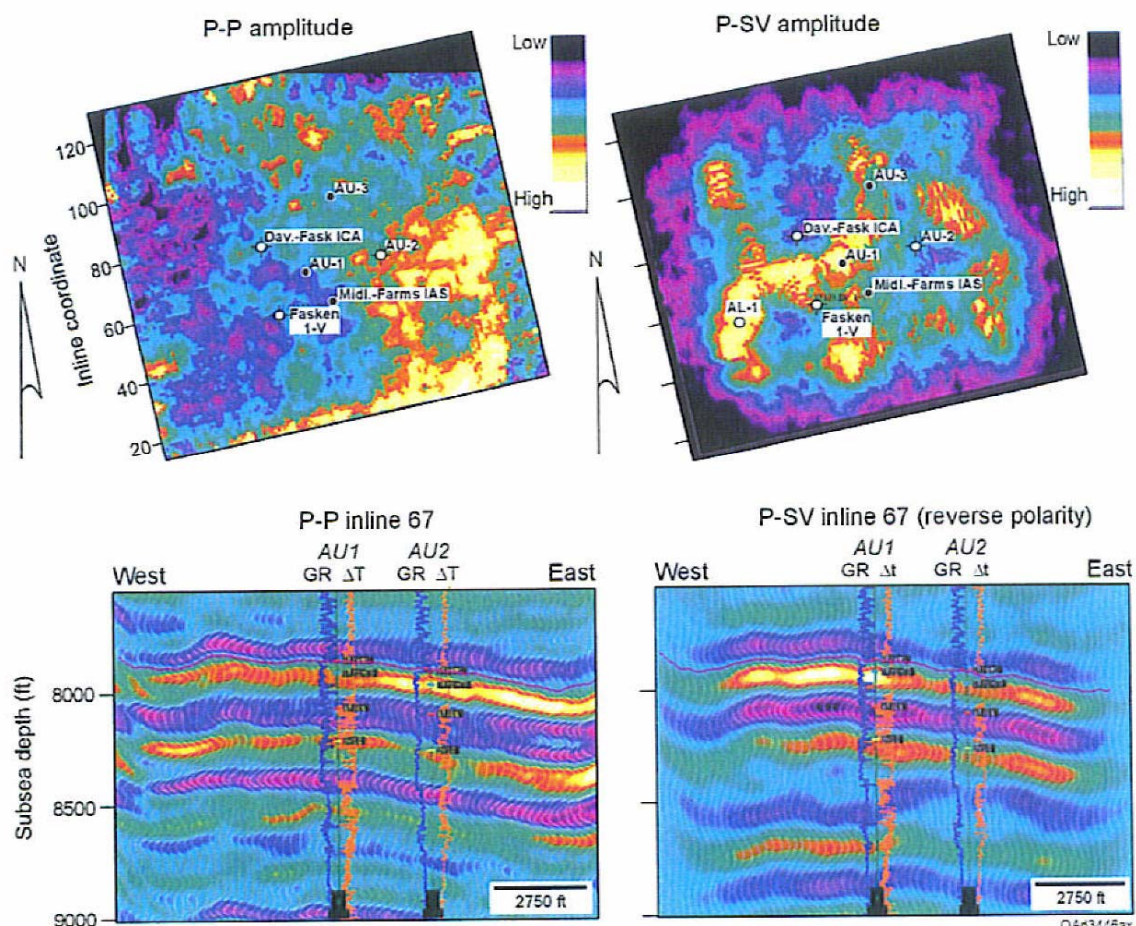 P-P amplitude
Low
High
N
Inline coordinate
120
100
80
60
40
20
AU-3
Dav.-Fask ICA
AU-2
AU-1
Midl.-Farms IAS
Fasken
1-V
P-SV amplitude
Low
High
N
AU-3
Dav.-Fask ICA
AU-2
AU-1
Midl.-Farms IAS
AL-1
Fasken
1-V
P-P inline 67
AU1 AU2
West GR ΔT GR ΔT East
Subsea depth (ft)
8000
8500
9000
2750 ft
P-SV inline 67 (reverse polarity)
AU1 AU2
West GR Δt GR Δt East
2750 ft